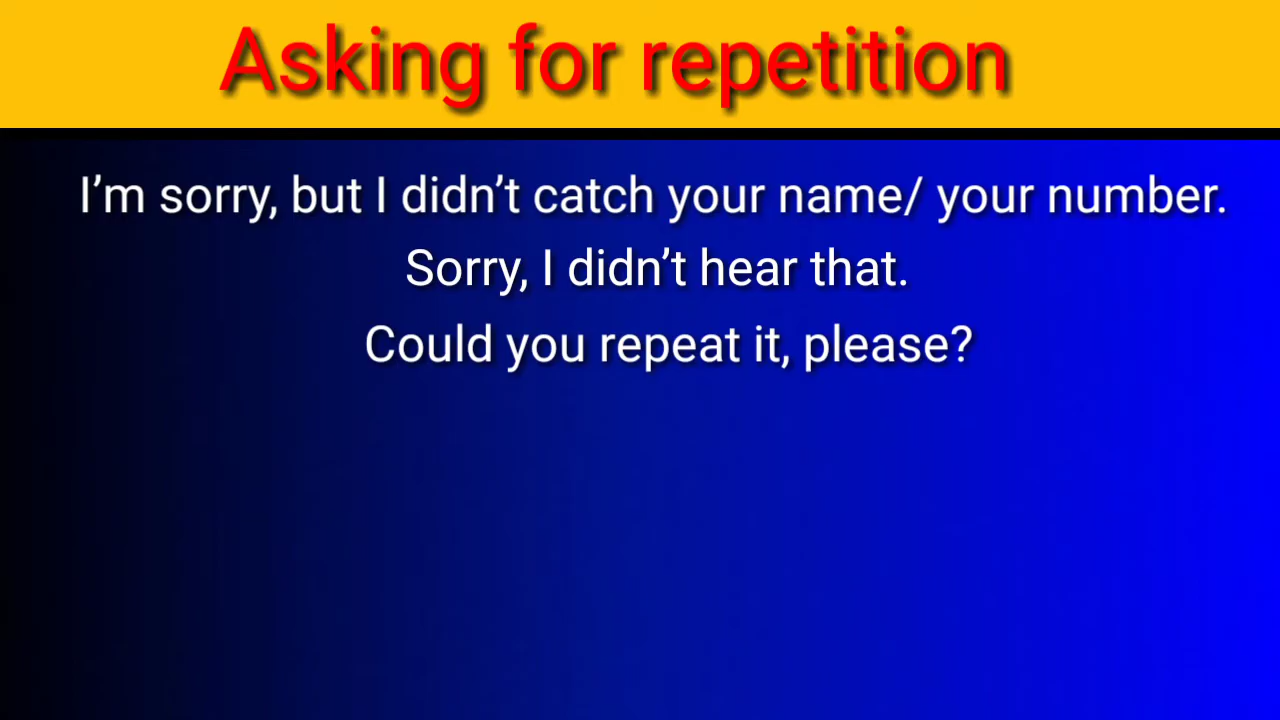 Asking for repetition
I’m sorry, but I didn’t catch your name/ your number.
Sorry, I didn’t hear that.
Could you repeat it, please?